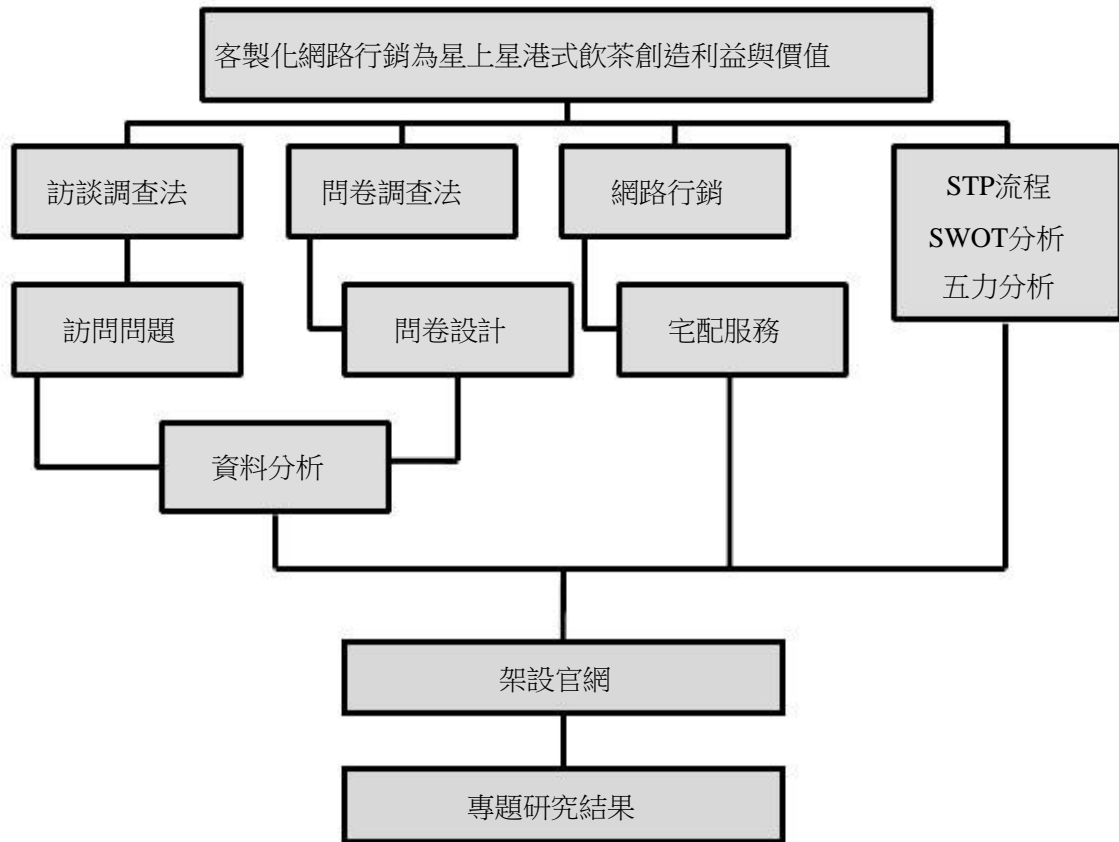 客製化網路行銷為星上星港式飲茶創造利益與價值
訪談調查法
問卷調查法
網路行銷
STP流程
SWOT分析
五力分析
訪問問題
問卷設計
宅配服務
資料分析
架設官網
專題研究結果